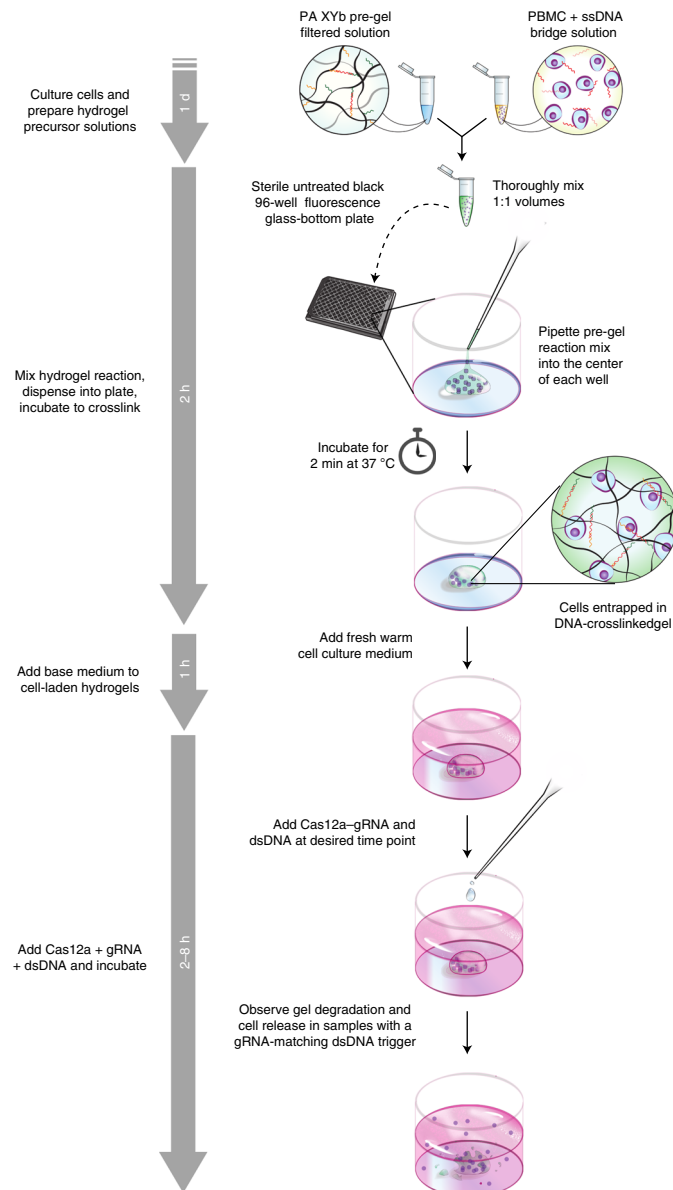 PA XYb pre-gel
filtered solution
PBMC + ssDNA
bridge solution
Culture cells and
prepare hydrogel
precursor solutions
1 d
Sterile untreated black
96-well fluorescence
glass-bottom plate
Thoroughly mix
1:1 volumes
Pipette pre-gel
reaction mix
into the center
of each well
Mix hydrogel reaction,
dispense into plate,
incubate to crosslink
2 h
Incubate for
2 min at 37 °C
Cells entrapped in
DNA-crosslinkedgel
Add fresh warm
cell culture medium
Add base medium to
cell-laden hydrogels
1 h
Add Cas12a–gRNA and
dsDNA at desired time point
Add Cas12a + gRNA
+ dsDNA and incubate
2–8 h
Observe gel degradation and
cell release in samples with a
gRNA-matching dsDNA trigger